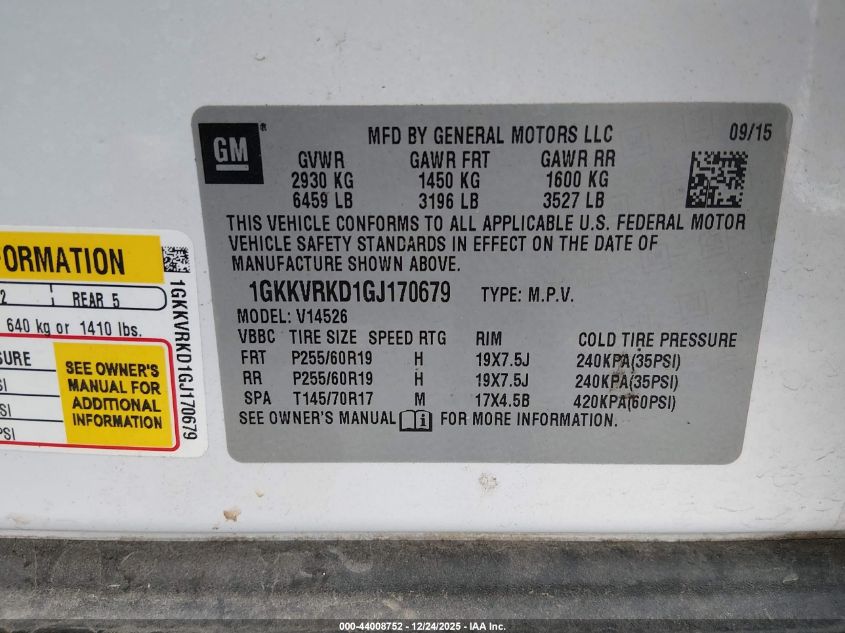 GM
®
MFD BY GENERAL MOTORS LLC
09/15
GVWR GAWR FRT GAWR RR
2930 KG 1450 KG 1600 KG
6459 LB 3196 LB 3527 LB
THIS VEHICLE CONFORMS TO ALL APPLICABLE U.S. FEDERAL MOTOR
VEHICLE SAFETY STANDARDS IN EFFECT ON THE DATE OF
MANUFACTURE SHOWN ABOVE.
1GKKVRKD1GJ170679 TYPE: M.P.V.
MODEL: V14526
VBBC TIRE SIZE SPEED RTG RIM COLD TIRE PRESSURE
FRT P255/60R19 H 19X7.5J 240KPA(35PSI)
RR P255/60R19 H 19X7.5J 240KPA(35PSI)
SPA T145/70R17 M 17X4.5B 420KPA(60PSI)
SEE OWNER'S MANUAL i FOR MORE INFORMATION.
ORMATION
2 REAR 5
640 kg or 1410 lbs.
SURE
SI
SI
PSI
SEE OWNER'S
MANUAL FOR
ADDITIONAL
INFORMATION
1GKKVRKD1GJ170679
000-44008752 - 12/24/2025 - IAA Inc.